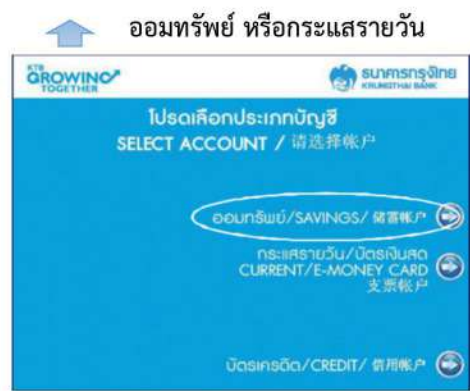 ออมทรัพย์ หรือกระแสรายวัน
KTB
GROWING
TOGETHER
ธนาคารกรุงไทย
KRUNGTHAI BANK
โปรดเลือกประเภทบัญชี
SELECT ACCOUNT / 请选择帐户
ออมทรัพย์/SAVINGS/ 储蓄帐户
กระแสรายวัน/บัตรเงินสด
CURRENT/E-MONEY CARD
支票帐户
บัตรเครดิต/CREDIT/ 信用帐户